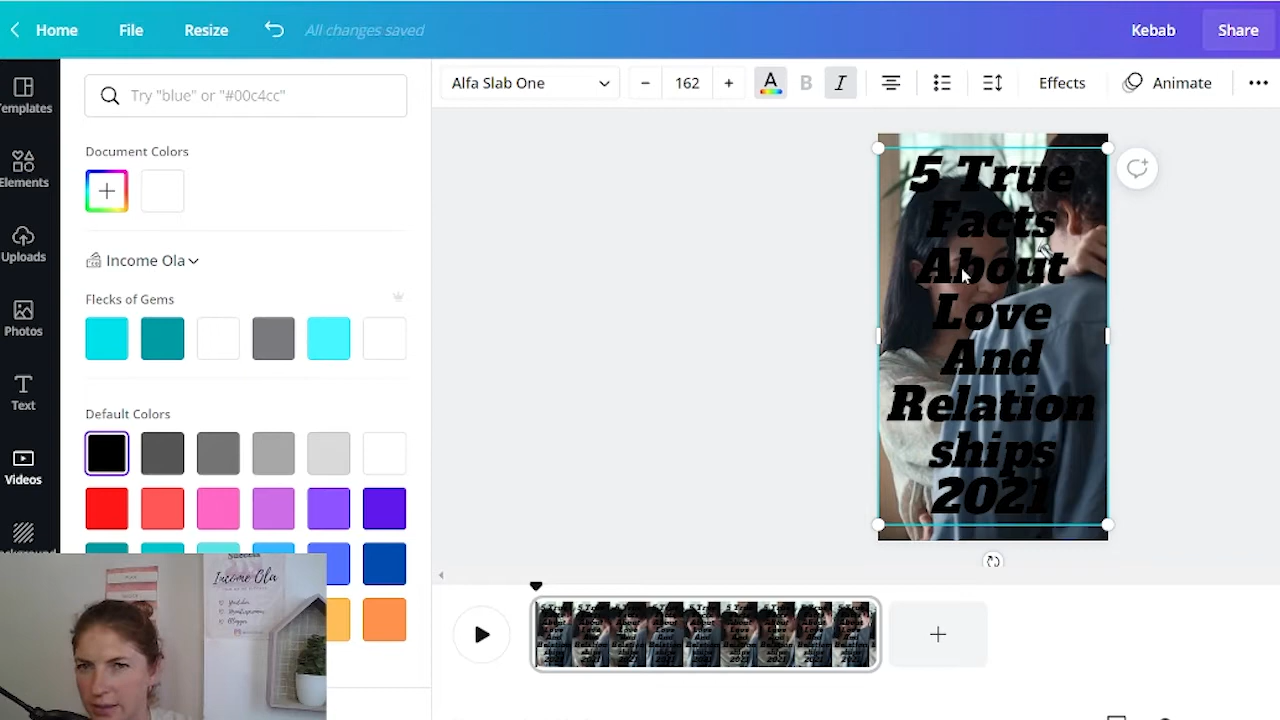 Home File Resize All changes saved Kebab Share
Alfa Slab One - 162 + A B I Effects Animate
Try "blue" or "#00c4cc"
Templates
Elements
Uploads
Photos
Text
Videos
Document Colors
Income Ola
Flecks of Gems
Default Colors
5 True
Facts
About
Love
And
Relation
ships
2021
Income Ola